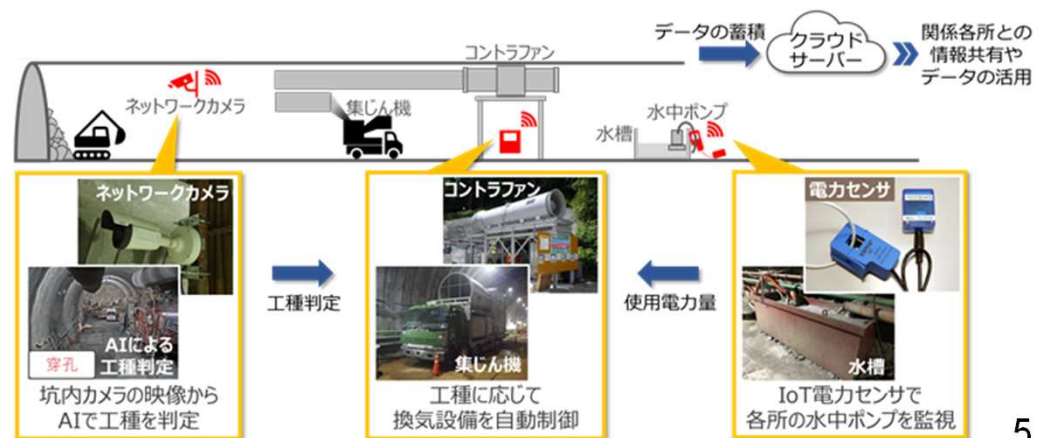 データの蓄積
クラウド
サーバー
関係各所との
情報共有や
データの活用
コントラファン
ネットワークカメラ
集じん機
水中ポンプ
水槽
ネットワークカメラ
AIによる
工種判定
穿孔
坑内カメラの映像から
AIで工種を判定
工種判定
コントラファン
集じん機
工種に応じて
換気設備を自動制御
使用電力量
電力センサ
水槽
IoT電力センサで
各所の水中ポンプを監視
5